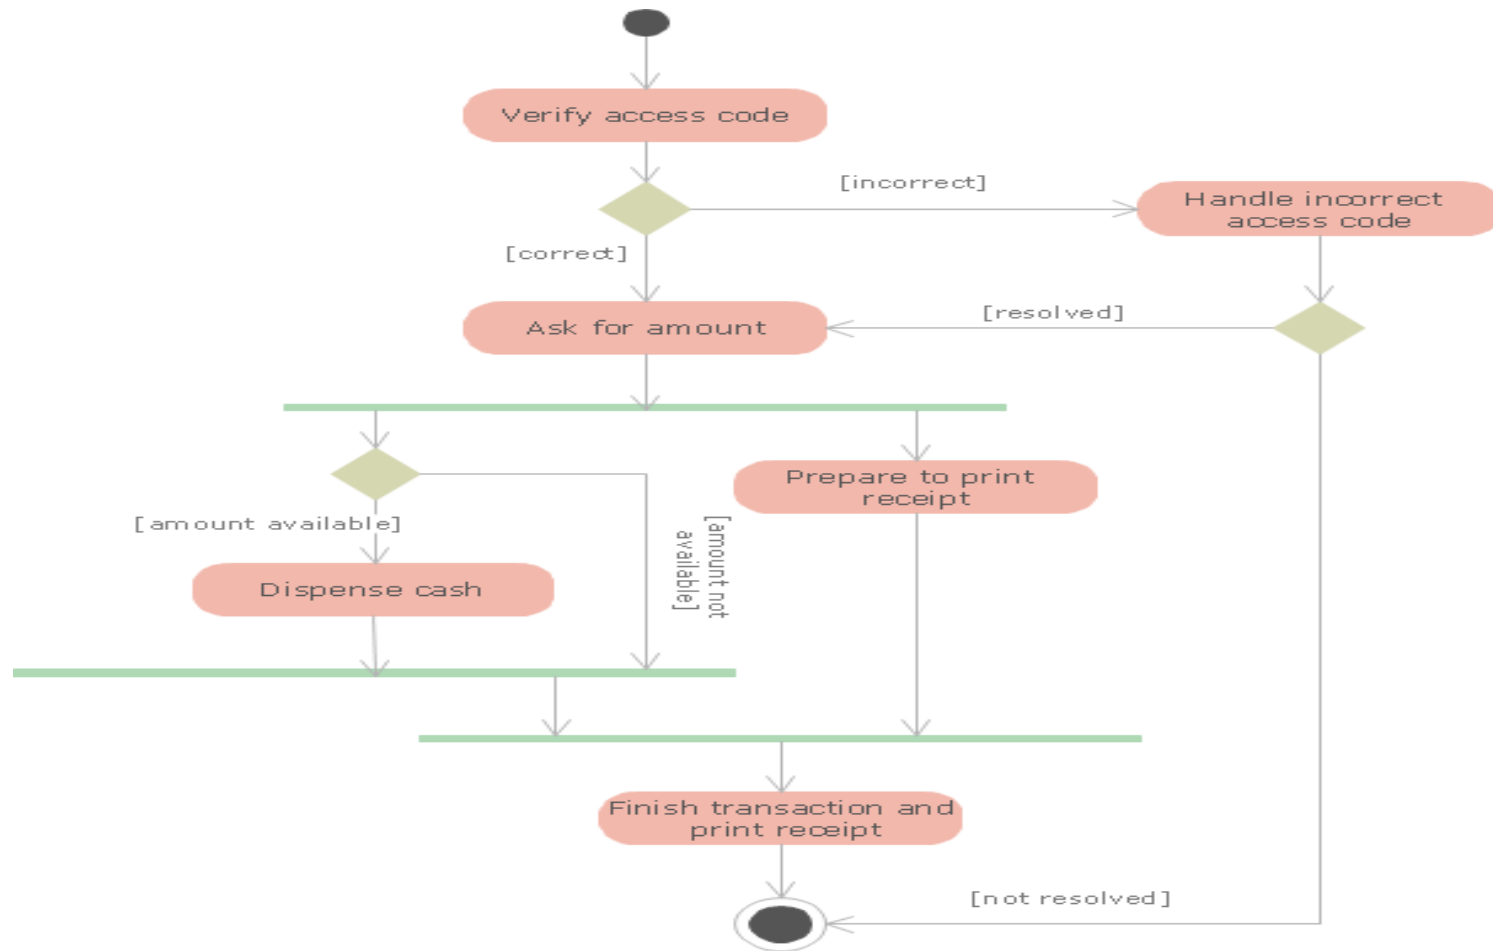 Verify access code
[incorrect]
Handle incorrect
access code
[correct]
Ask for amount
[resolved]
Prepare to print
receipt
[amount available]
[amount not
available]
Dispense cash
Finish transaction and
print receipt
[not resolved]